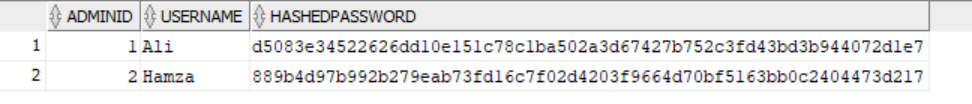 ADMINID USERNAME HASHEDPASSWORD
1 1 Ali d5083e34522626dd10e151c78c1ba502a3d67427b752c3fd43bd3b944072d1e7
2 2 Hamza 889b4d97b992b279eab73fd16c7f02d4203f9664d70bf5163bb0c2404473d217